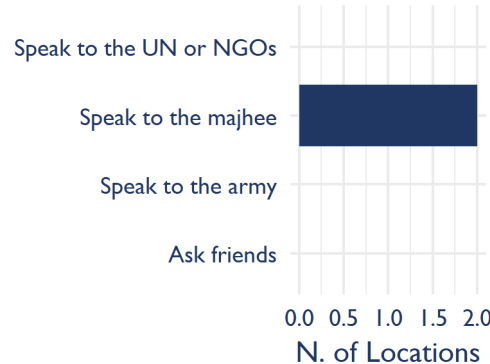 Speak to the UN or NGOs
Speak to the majhee
Speak to the army
Ask friends
0.0 0.5 1.0 1.5 2.0
N. of Locations